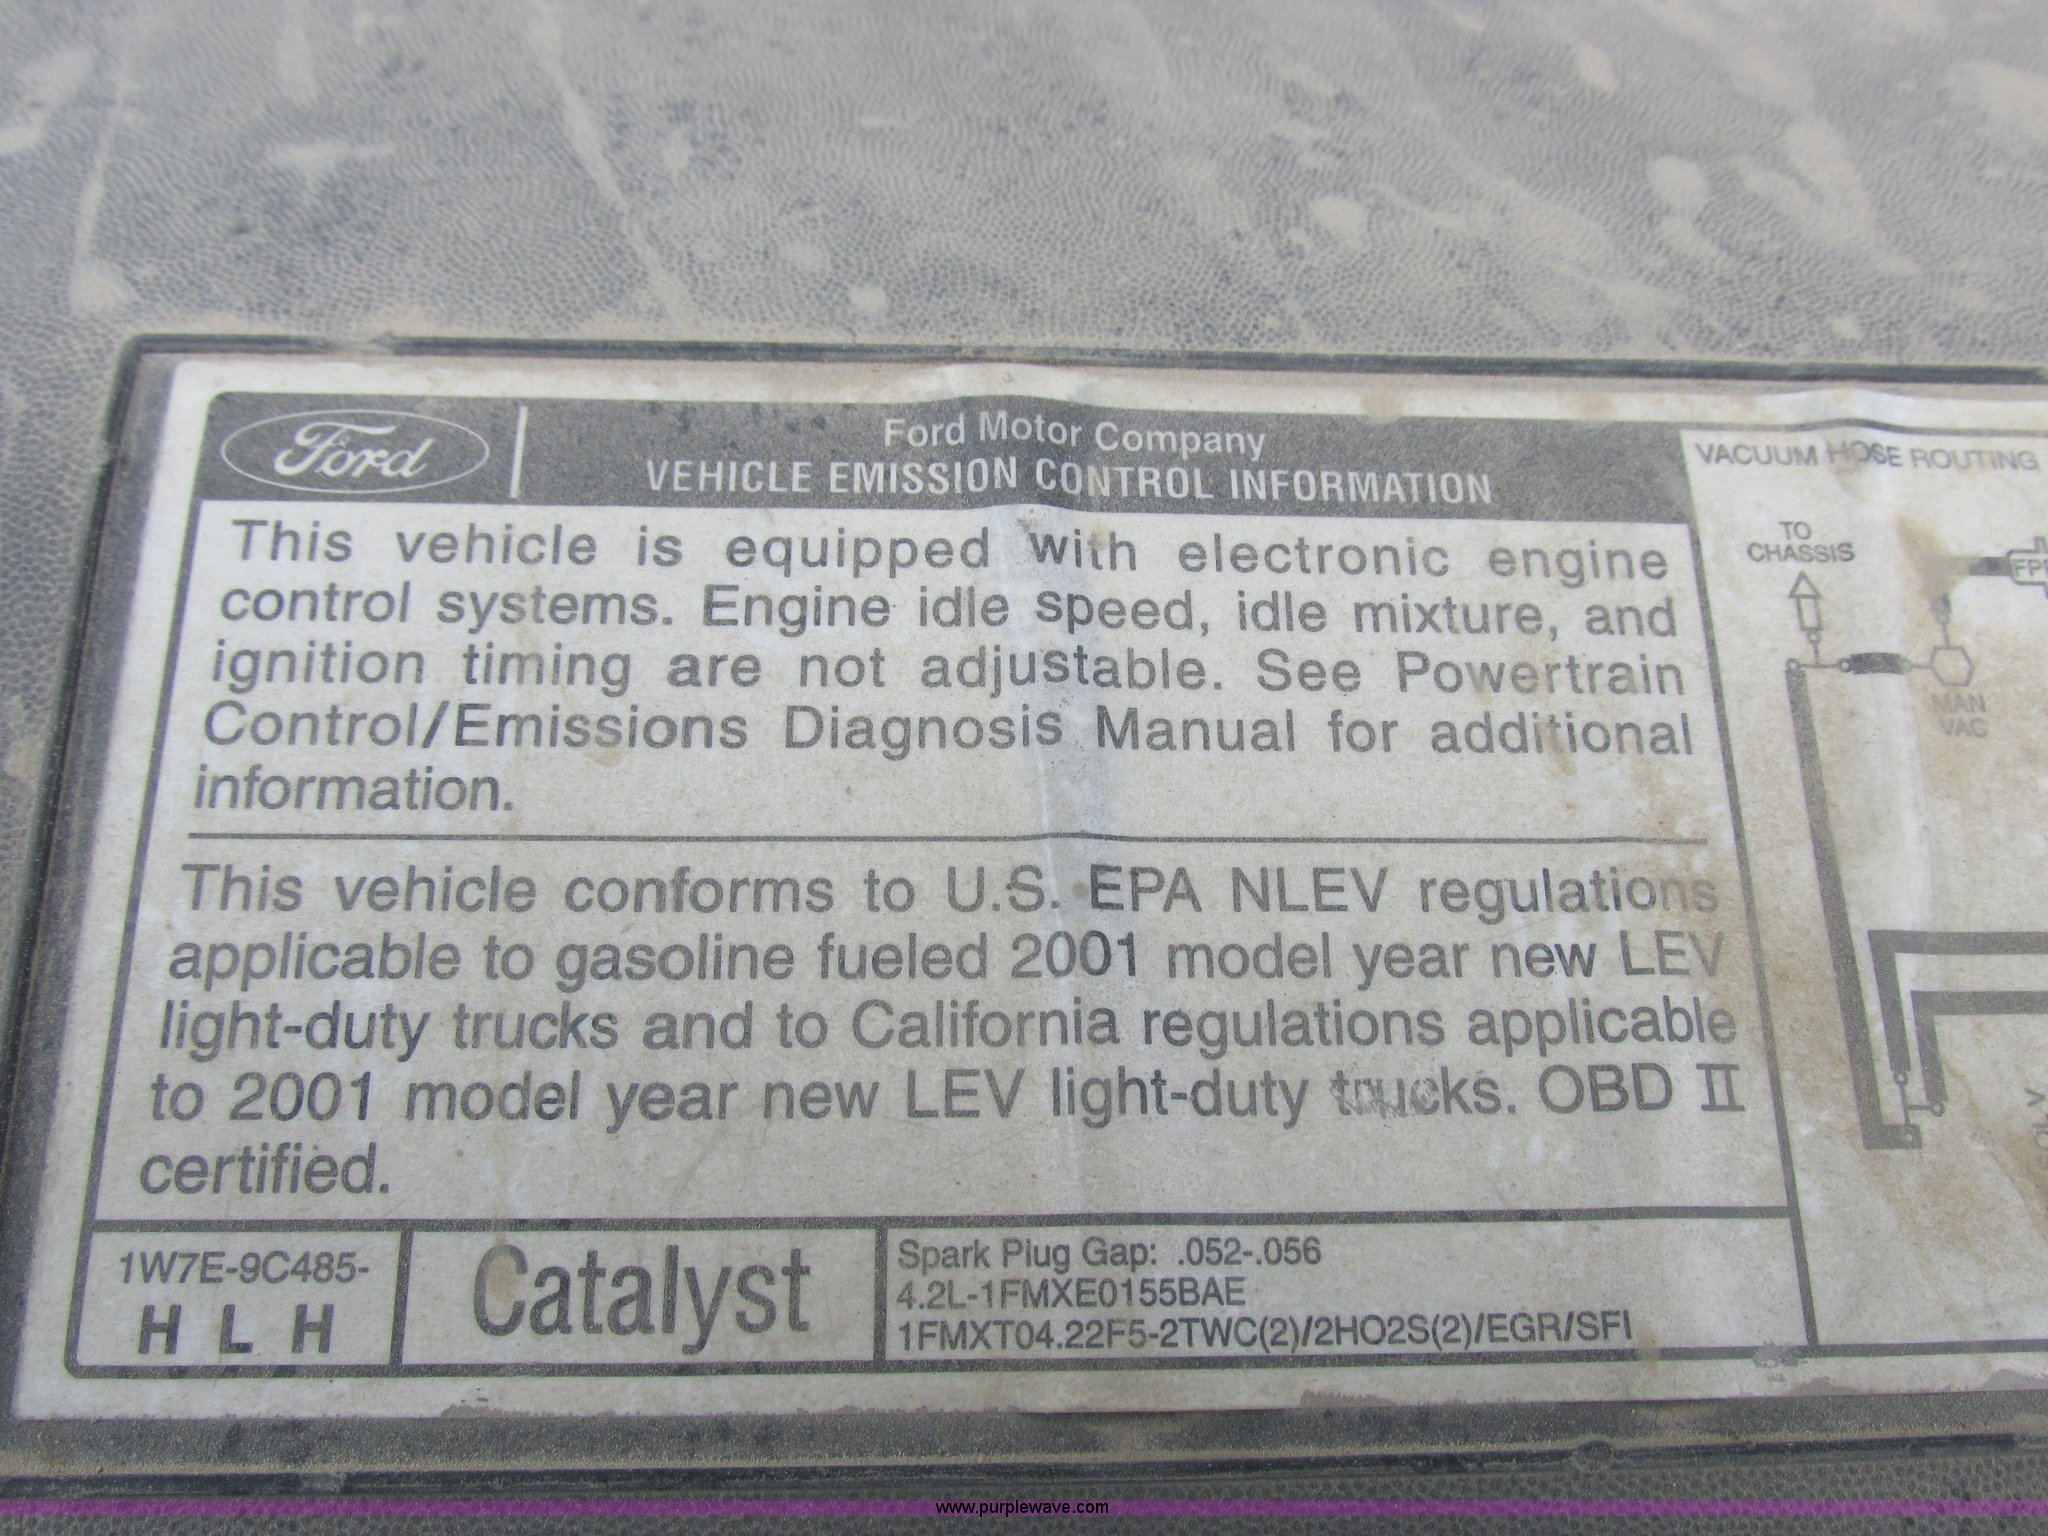 Ford
Ford Motor Company
VEHICLE EMISSION CONTROL INFORMATION
This vehicle is equipped with electronic engine
control systems. Engine idle speed, idle mixture, and
ignition timing are not adjustable. See Powertrain
Control/Emissions Diagnosis Manual for additional
information.
This vehicle conforms to U.S. EPA NLEV regulations
applicable to gasoline fueled 2001 model year new LEV
light-duty trucks and to California regulations applicable
to 2001 model year new LEV light-duty trucks. OBD II
certified.
1W7E-9C485-
H L H
Catalyst
Spark Plug Gap: .052-.056
4.2L-1FMXE0155BAE
1FMXT04.22F5-2TWC(2)/2HO2S(2)/EGR/SFI
VACUUM HOSE ROUTING
TO
CHASSIS
MAN
VAC
www.purplewave.com